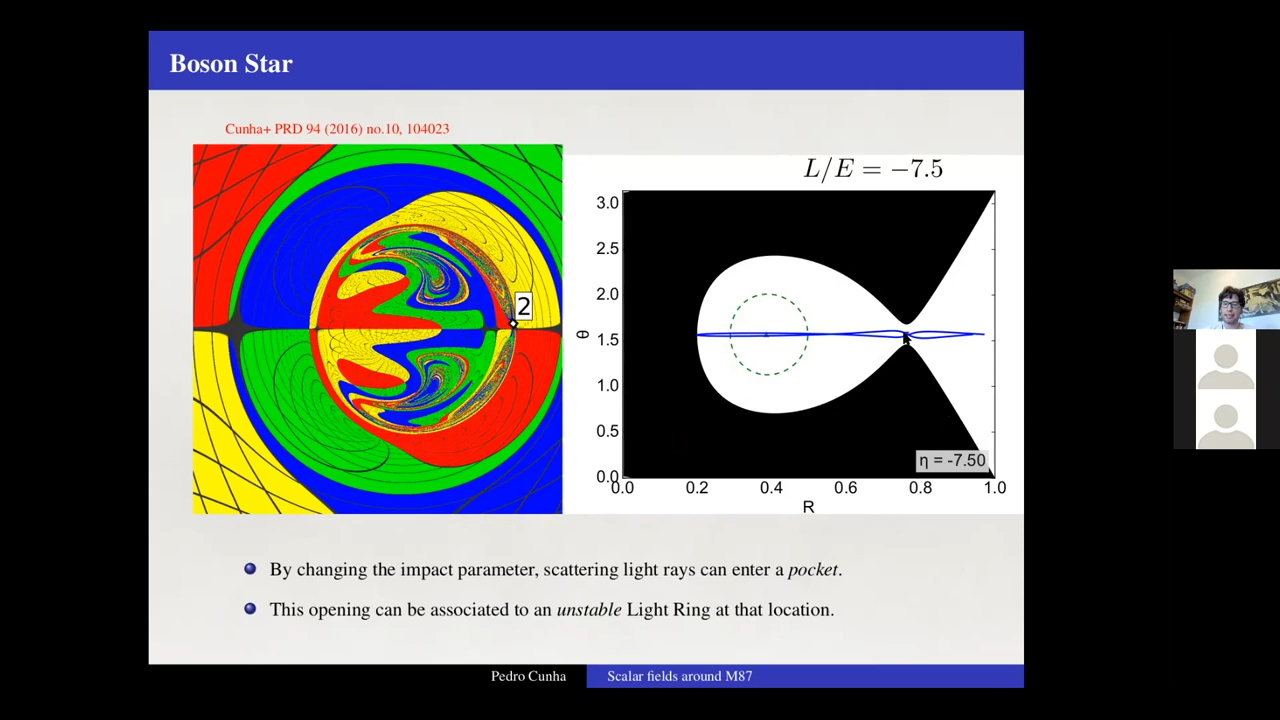 Boson Star
Cunha+ PRD 94 (2016) no.10, 104023
2
L/E = −7.5
3.0
2.5
2.0
1.5
1.0
0.5
0.0
θ
η = -7.50
0.0 0.2 0.4 0.6 0.8 1.0
R
By changing the impact parameter, scattering light rays can enter a pocket.
This opening can be associated to an unstable Light Ring at that location.
Pedro Cunha
Scalar fields around M87